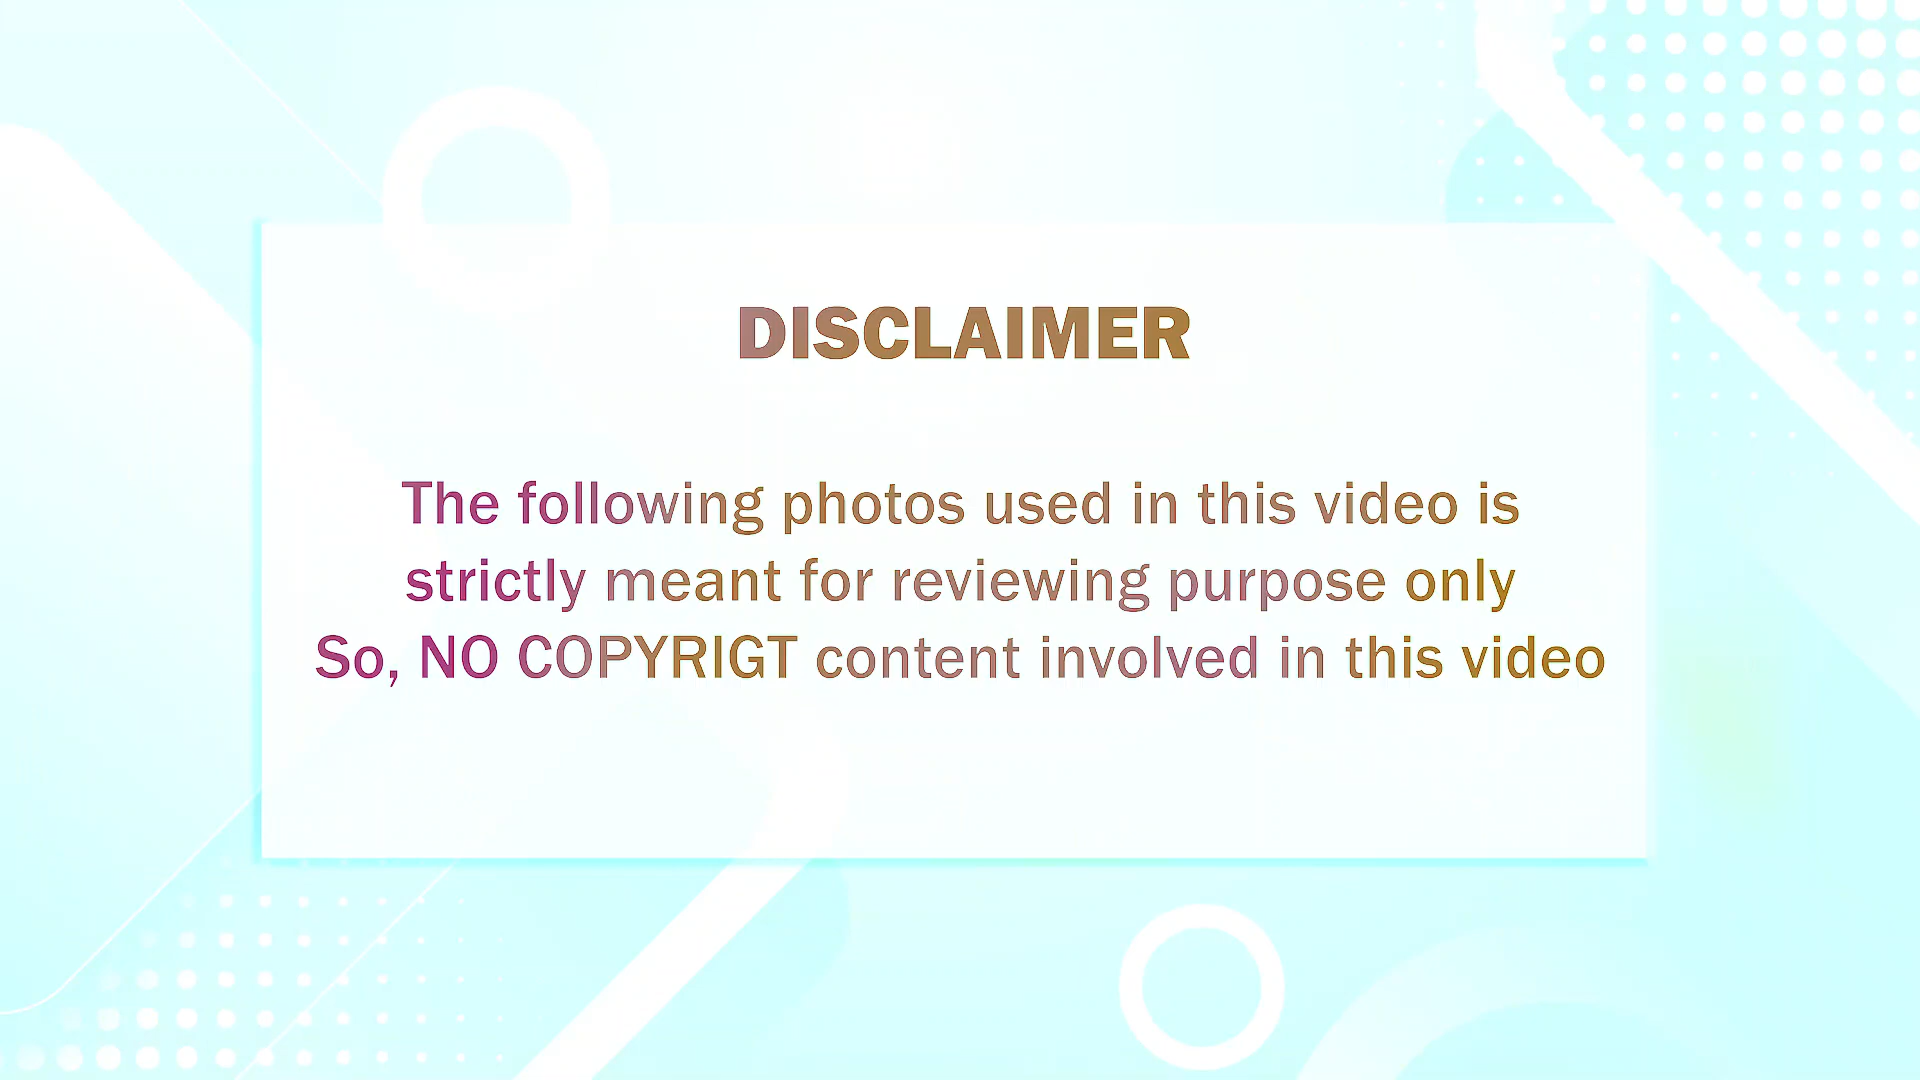 DISCLAIMER
The following photos used in this video is
strictly meant for reviewing purpose only
So, NO COPYRIGT content involved in this video